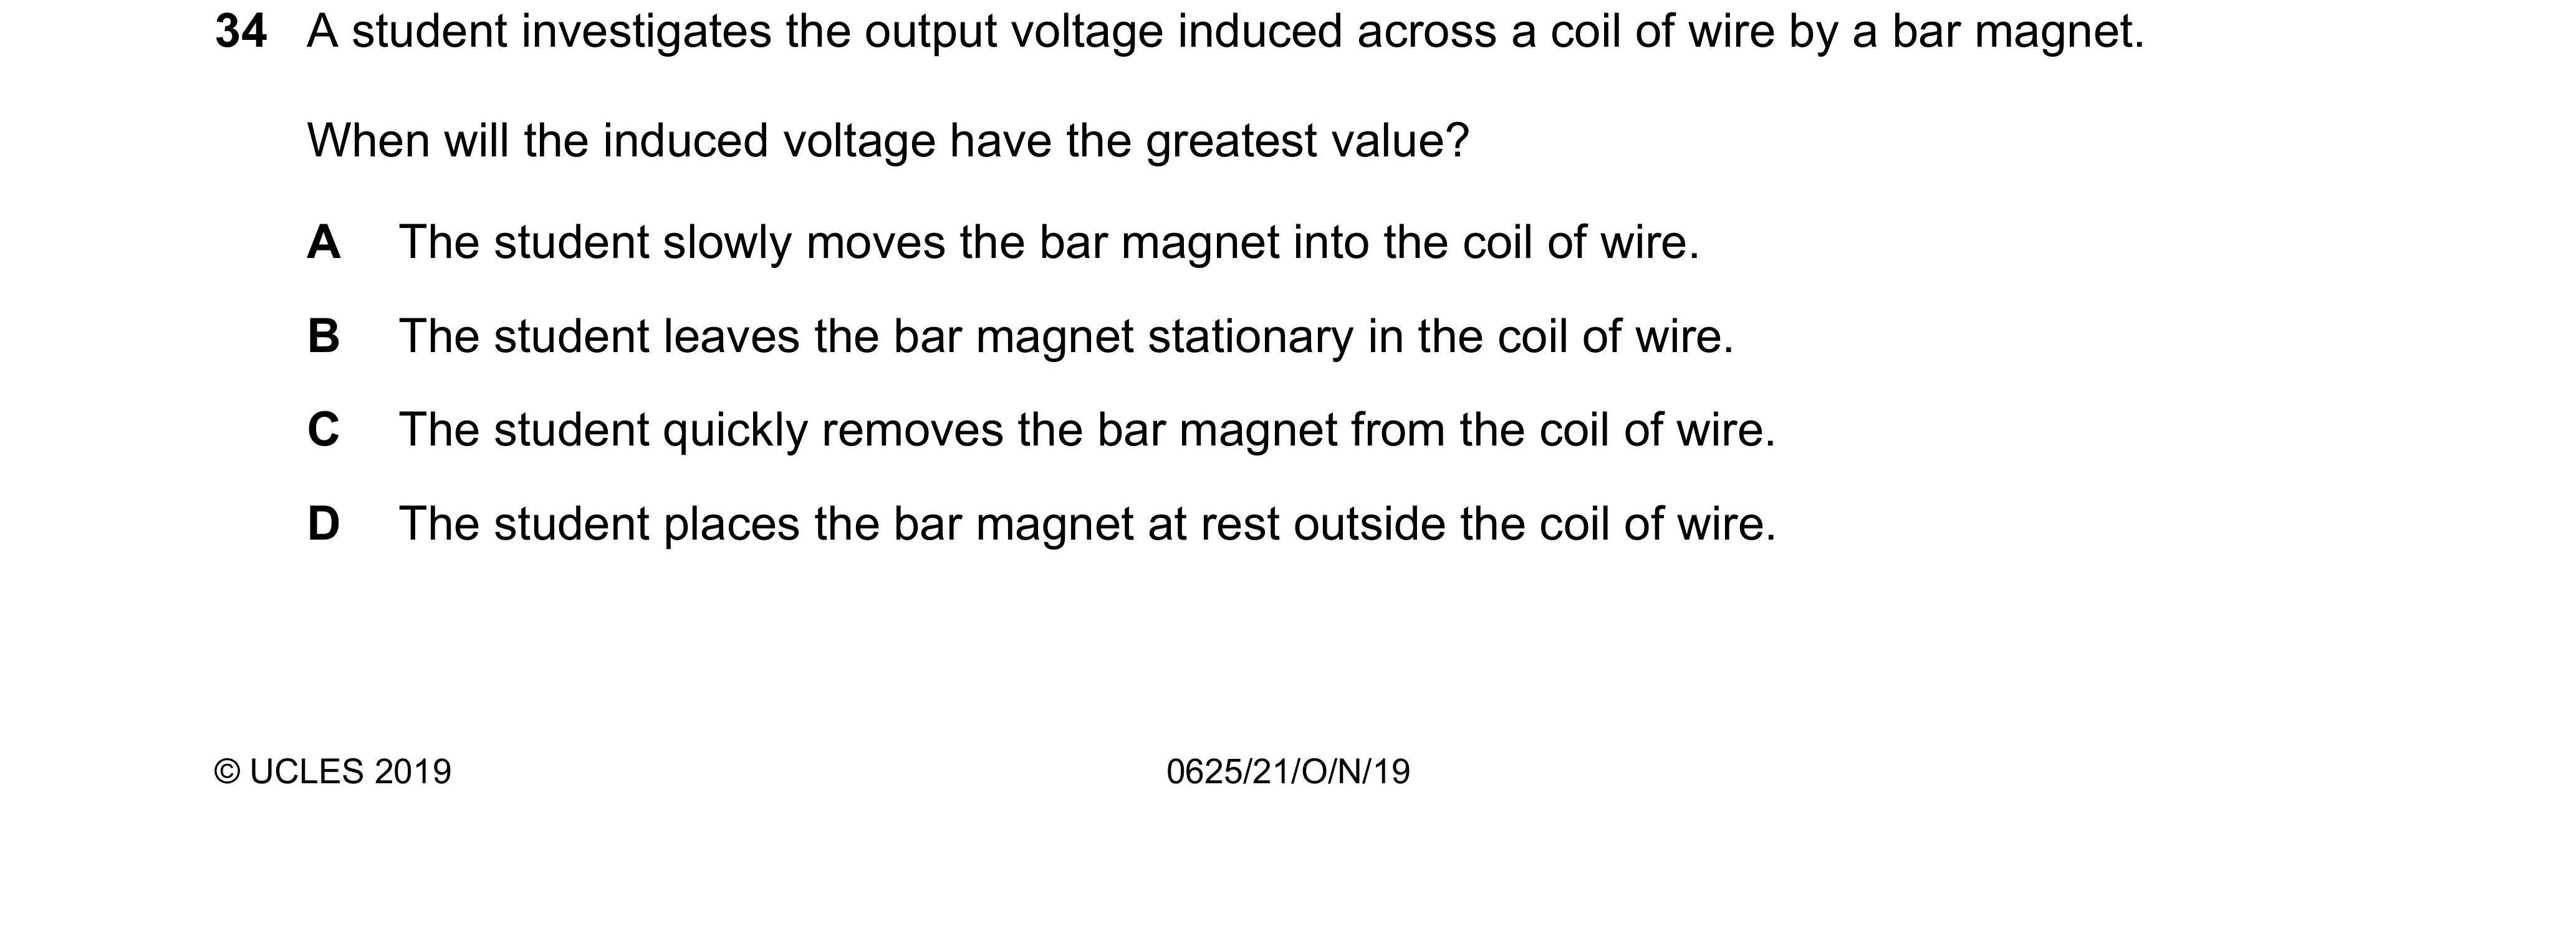 34 A student investigates the output voltage induced across a coil of wire by a bar magnet.
When will the induced voltage have the greatest value?
A The student slowly moves the bar magnet into the coil of wire.
B The student leaves the bar magnet stationary in the coil of wire.
C The student quickly removes the bar magnet from the coil of wire.
D The student places the bar magnet at rest outside the coil of wire.
© UCLES 2019 0625/21/O/N/19